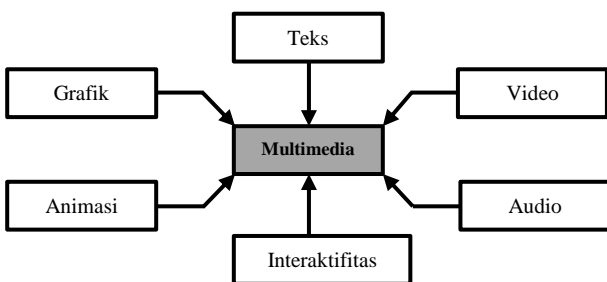 Teks
Grafik
Video
Multimedia
Animasi
Audio
Interaktifitas